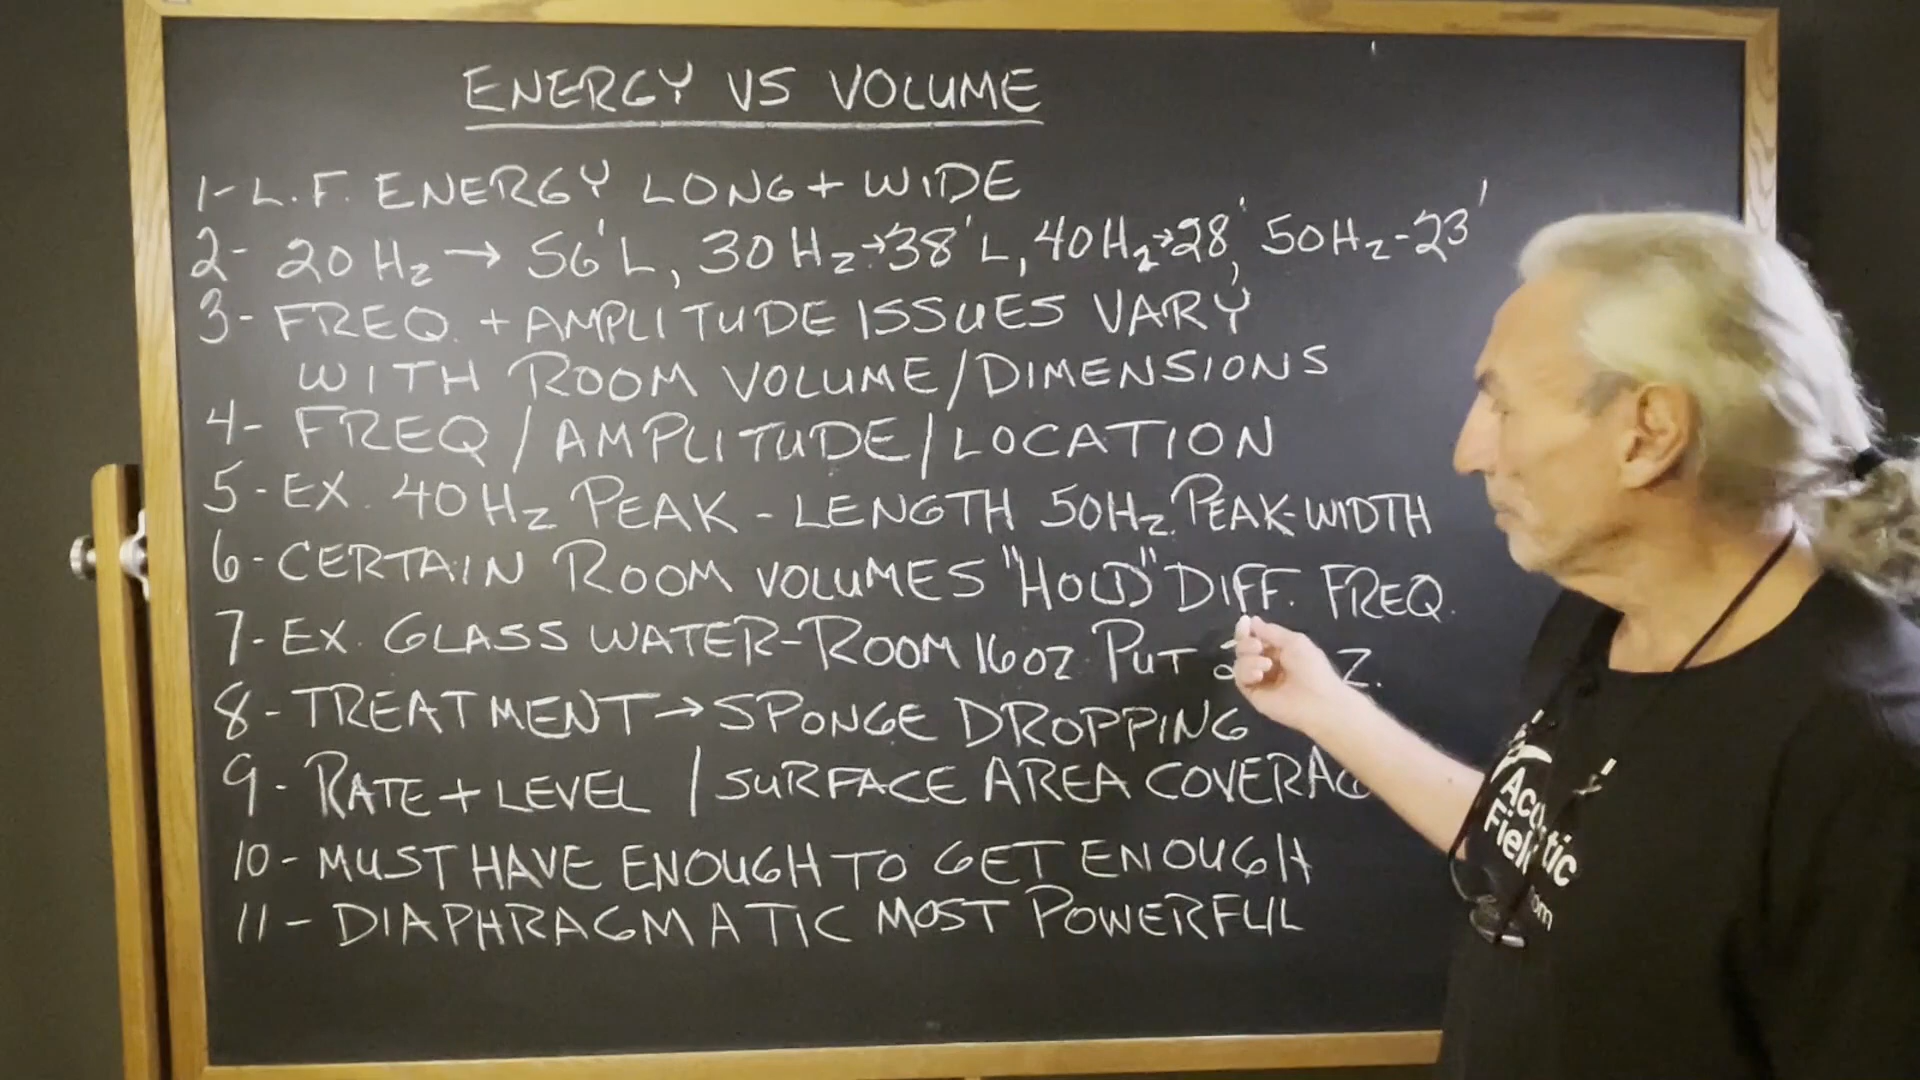 ENERGY VS VOLUME
1- L.F. ENERGY LONG + WIDE
2- 20 Hz → 56' L, 30 Hz → 38' L, 40 Hz → 28', 50 Hz - 23'
3- FREQ. + AMPLITUDE ISSUES VARY
WITH ROOM VOLUME/DIMENSIONS
4- FREQ / AMPLITUDE / LOCATION
5- EX. 40 Hz PEAK - LENGTH 50 Hz PEAK-WIDTH
6- CERTAIN ROOM VOLUMES "HOLD" DIFF. FREQ.
7- EX. GLASS WATER-ROOM 16 OZ PUT Z.
8- TREATMENT → SPONGE DROPPING
9- RATE + LEVEL / SURFACE AREA COVERAG
10- MUST HAVE ENOUGH TO GET ENOUGH
11- DIAPHRAGMATIC MOST POWERFUL